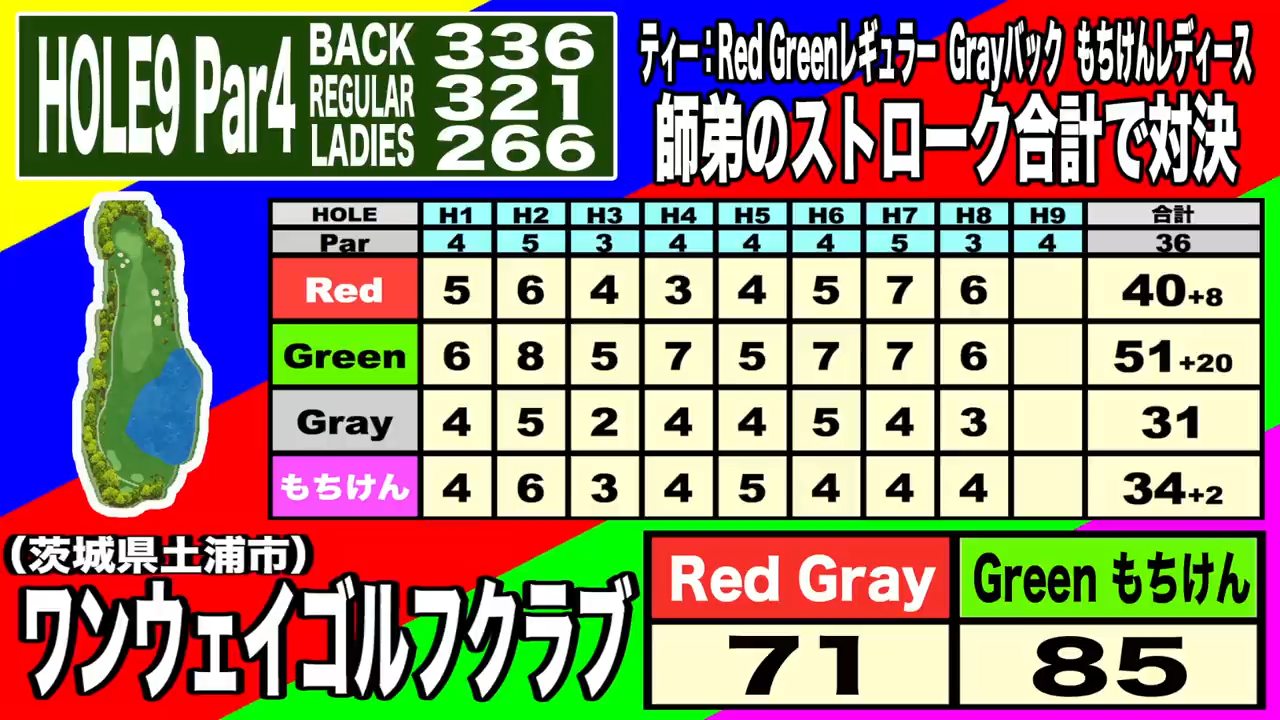 HOLE9 Par4
BACK 336
REGULAR 321
LADIES 266
ティー：Red Greenレギュラー Grayバック もちけんレディース
師弟のストローク合計で対決
HOLE H1 H2 H3 H4 H5 H6 H7 H8 H9 合計
Par 4 5 3 4 4 4 5 3 4 36
Red 5 6 4 3 4 5 7 6 40+8
Green 6 8 5 7 5 7 7 6 51+20
Gray 4 5 2 4 4 5 4 3 31
もちけん 4 6 3 4 5 4 4 4 34+2
（茨城県土浦市）
ワンウェイゴルフクラブ
Red Gray Green もちけん
71 85